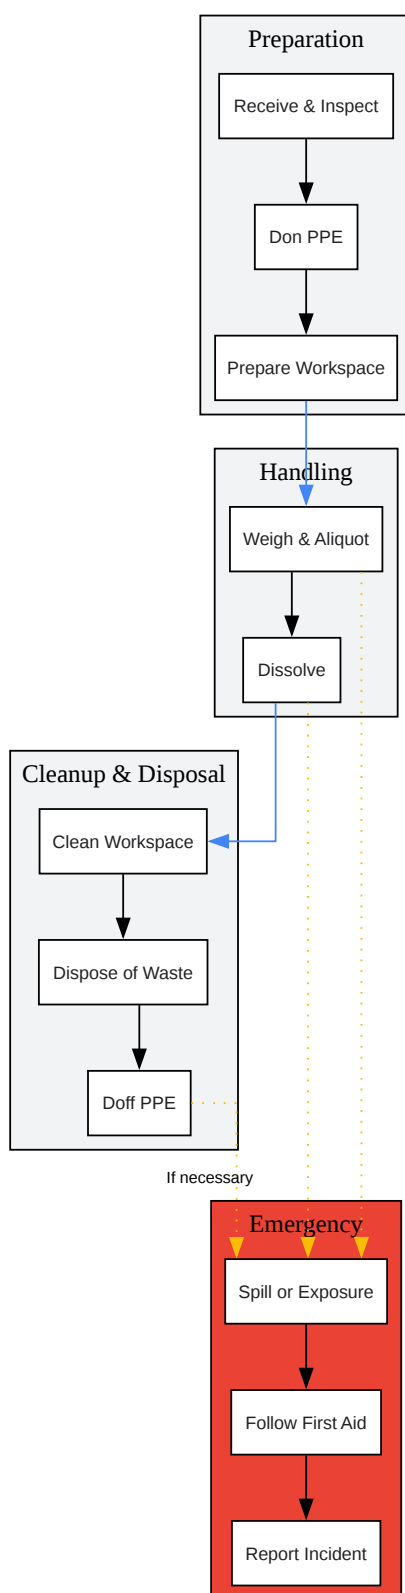 Preparation
Receive & Inspect
Don PPE
Prepare Workspace
Handling
Weigh & Aliquot
Dissolve
Cleanup & Disposal
Clean Workspace
Dispose of Waste
Doff PPE
If necessary
Emergency
Spill or Exposure
Follow First Aid
Report Incident